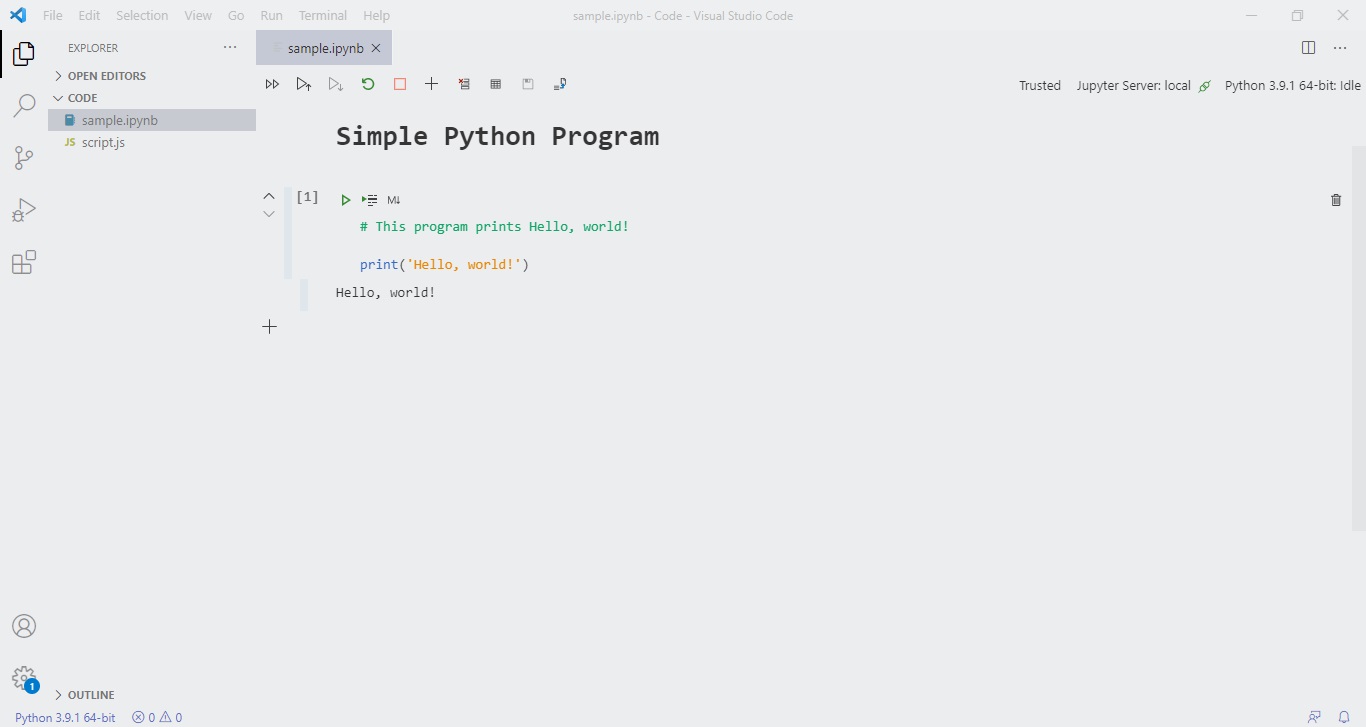 File Edit Selection View Go Run Terminal Help sample.ipynb - Code - Visual Studio Code
EXPLORER
sample.ipynb
OPEN EDITORS
CODE
sample.ipynb
JS script.js
Trusted Jupyter Server: local Python 3.9.1 64-bit: Idle
Simple Python Program
[1]
M↓
# This program prints Hello, world!
print('Hello, world!')
Hello, world!
1
OUTLINE
Python 3.9.1 64-bit 0 0